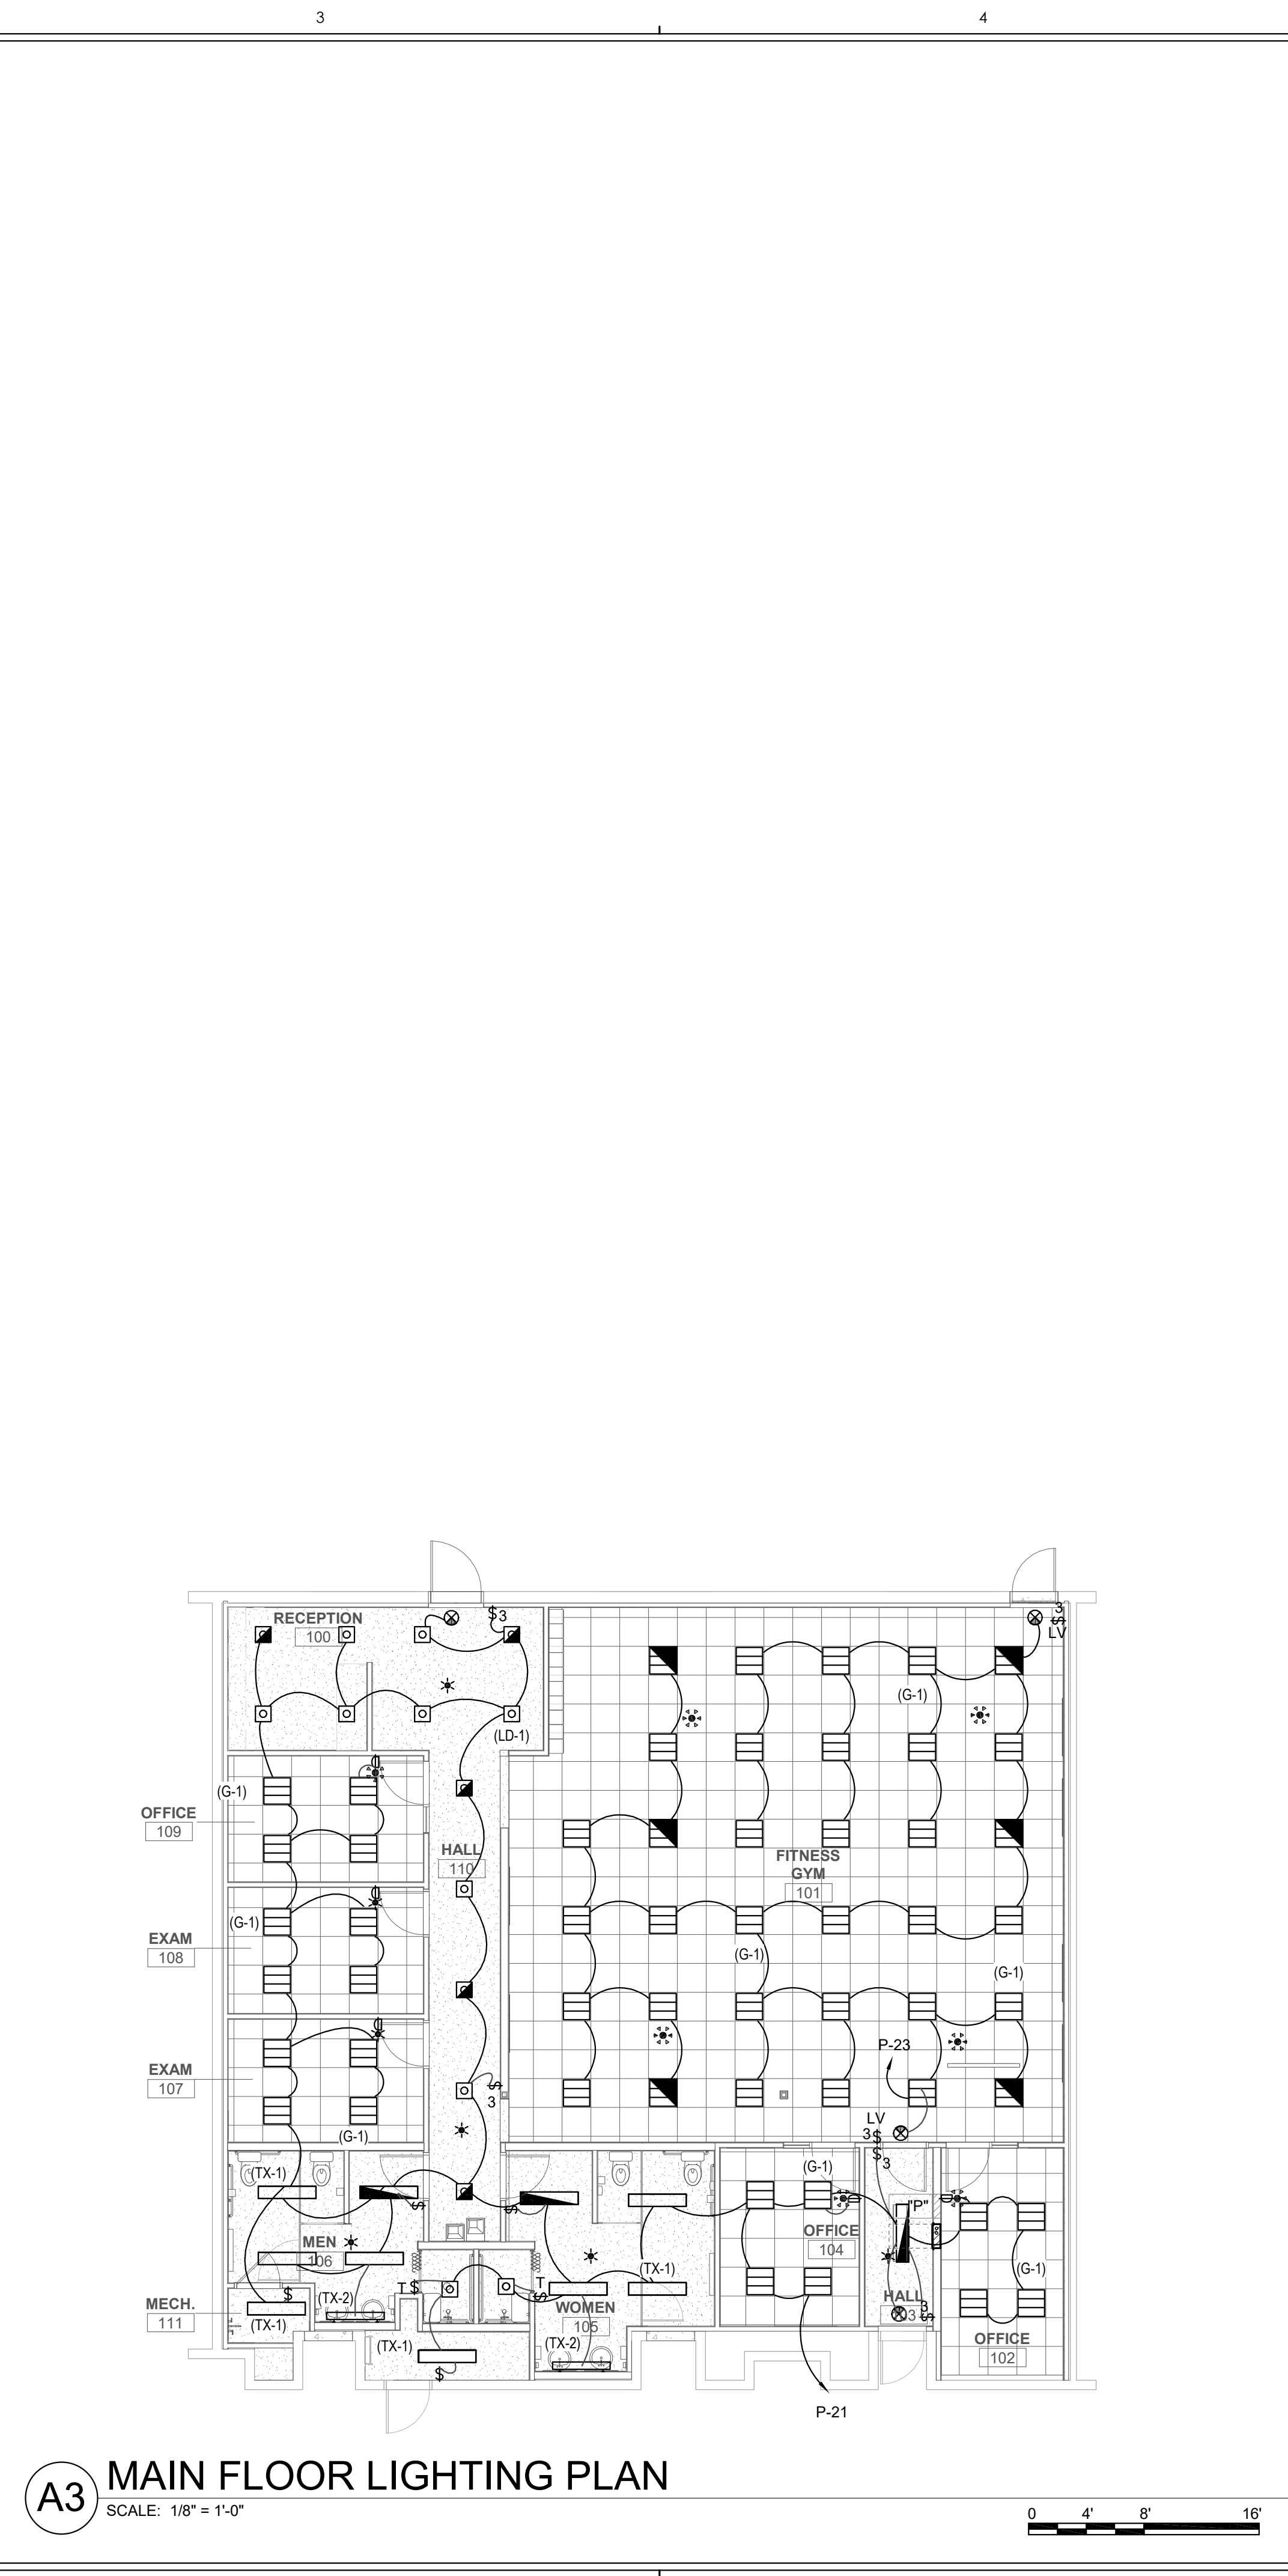 3
4
RECEPTION
100
$3
3
$
LV
(G-1)
(LD-1)
D
(G-1)
OFFICE
109
HALL
110
FITNESS
GYM
101
D
(G-1)
EXAM
108
(G-1)
(G-1)
D
P-23
EXAM
107
$
3
(G-1)
LV
3$
$3
(TX-1)
(G-1)
D
D
"P"
$
$
MEN
106
OFFICE
104
(TX-1)
(G-1)
T$
T
$
$
(TX-2)
MECH.
111
(TX-1)
HALL
3
3
$
WOMEN
105
(TX-1)
(TX-2)
OFFICE
102
$
P-21
A3
MAIN FLOOR LIGHTING PLAN
SCALE: 1/8" = 1'-0"
0 4' 8' 16'